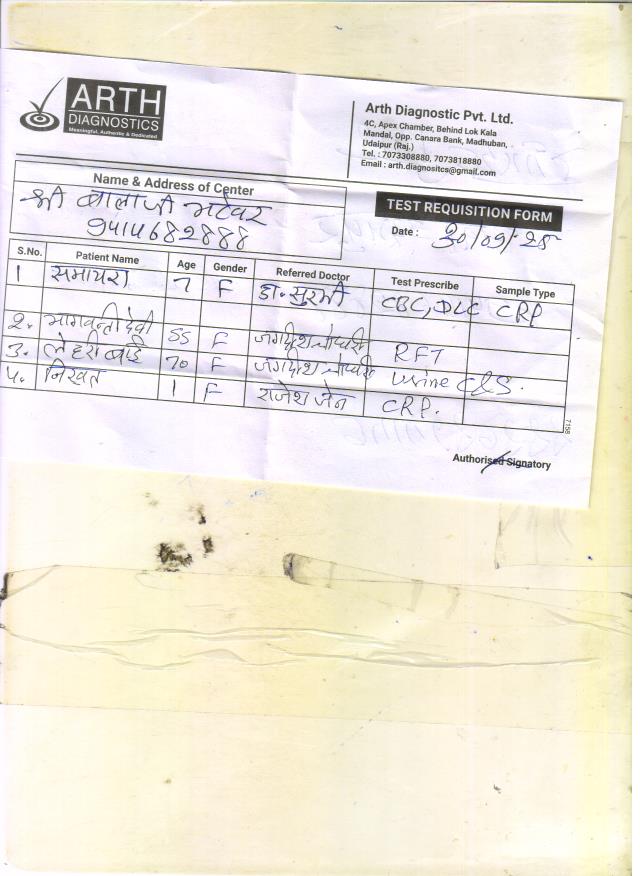 ARTH
DIAGNOSTICS
Meaningful, Authentic & Dedicated
Arth Diagnostic Pvt. Ltd.
4C, Apex Chamber, Behind Lok Kala
Mandal, Opp. Canara Bank, Madhuban,
Udaipur (Raj.)
Tel. : 7073308880, 7073818880
Email : arth.diagnositcs@gmail.com
Name & Address of Center
श्री बालाजी भटेवर
9414682888
TEST REQUISITION FORM
Date : 30/09/25
S.No. Patient Name Age Gender Referred Doctor Test Prescribe Sample Type
1 समायरा 7 F डा. सुरभी CBC, DLC CRP
2. भागवन्ती देवी 55 F जगदीश चौधरी RFT
3. लेहरी बाई 70 F जगदीश चौधरी urine C&S.
4. निखत 1 F राजेश जैन CRP.
7158
Authorised Signatory